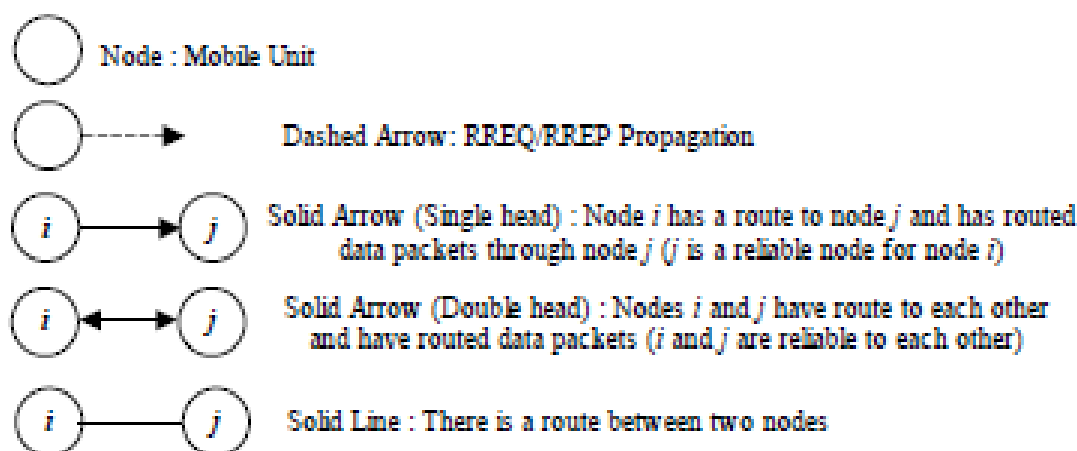 Node : Mobile Unit
Dashed Arrow: RREQ/RREP Propagation
i j Solid Arrow (Single head) : Node i has a route to node j and has routed
data packets through node j (j is a reliable node for node i)
i j Solid Arrow (Double head) : Nodes i and j have route to each other
and have routed data packets (i and j are reliable to each other)
i j Solid Line : There is a route between two nodes